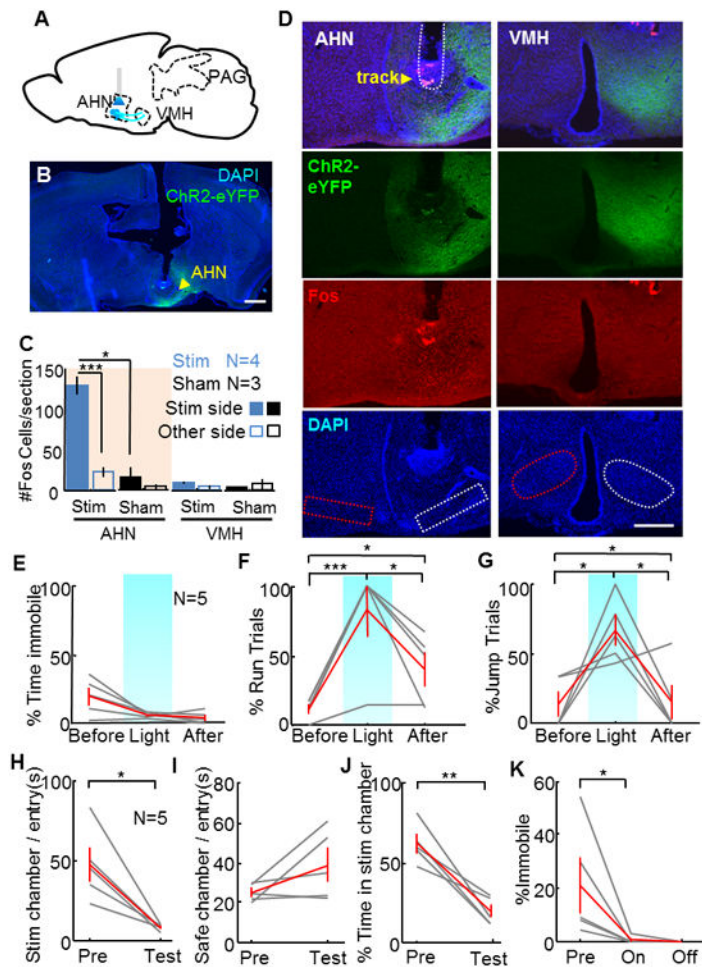 A
PAG
AHN
VMH
B
DAPI
ChR2-eYFP
AHN
C
#Fos Cells/section
150
100
50
0
*
***
Stim N=4
Sham N=3
Stim side
Other side
Stim Sham Stim Sham
AHN VMH
D
AHN
track
VMH
ChR2-
eYFP
Fos
DAPI
E
% Time immobile
100
50
0
N=5
Before Light After
F
% Run Trials
100
50
0
*
*** *
Before Light After
G
%Jump Trials
100
50
0
*
* *
Before Light After
H
Stim chamber / entry(s)
100
50
0
*
N=5
Pre Test
I
Safe chamber / entry(s)
80
60
40
20
0
Pre Test
J
% Time in stim chamber
100
50
0
**
Pre Test
K
%Immobile
60
40
20
0
*
Pre On Off